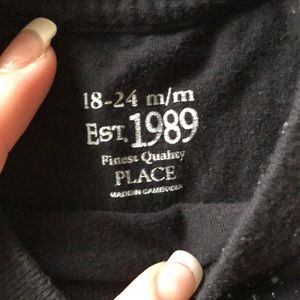 18-24 m/m
EST. 1989
Finest Quality
PLACE
MADE IN CAMBODIA